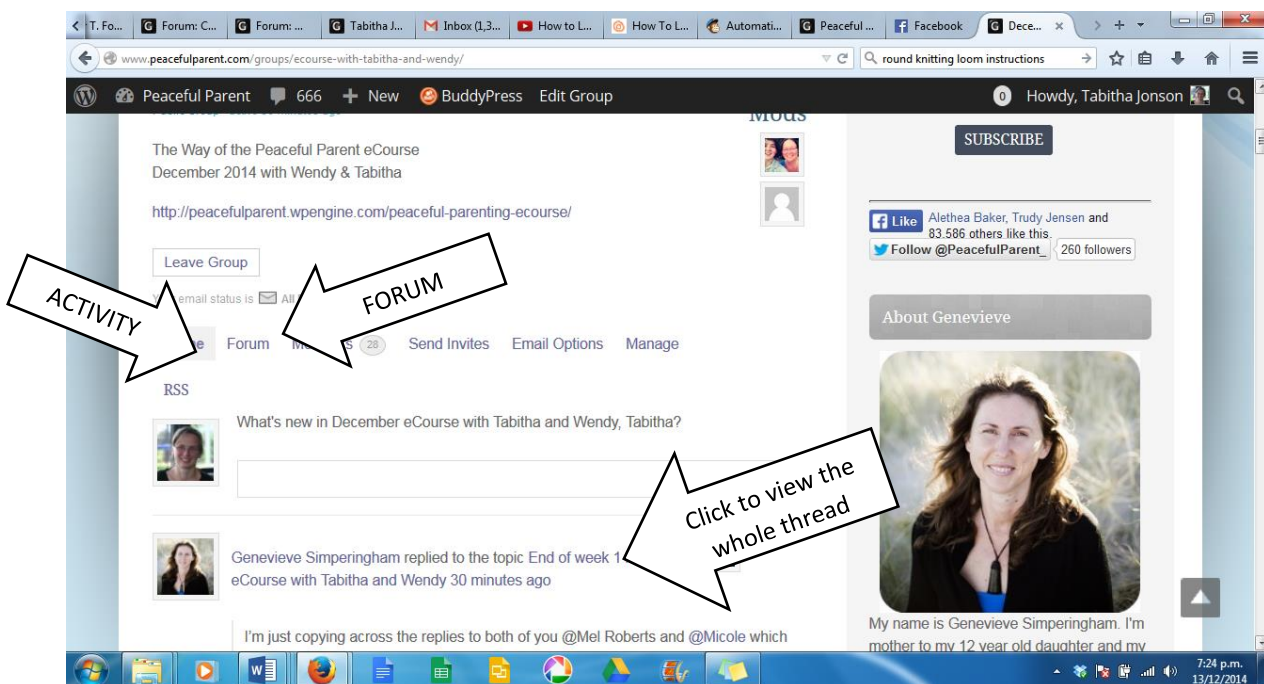 T. Fo...
Forum: C...
Forum: ...
Tabitha J...
Inbox (1,3...
How to L...
How To L...
Automati...
Peaceful ...
Facebook
Dece...
www.peacefulparent.com/groups/ecourse-with-tabitha-and-wendy/
round knitting loom instructions
Peaceful Parent 666 + New BuddyPress Edit Group
0 Howdy, Tabitha Jonson
Mods
The Way of the Peaceful Parent eCourse
December 2014 with Wendy & Tabitha
http://peacefulparent.wpengine.com/peaceful-parenting-ecourse/
Leave Group
email status is All
ACTIVITY
FORUM
Forum 28 Send Invites Email Options Manage
RSS
What's new in December eCourse with Tabitha and Wendy, Tabitha?
Click to view the
whole thread
Genevieve Simperingham replied to the topic End of week 1
eCourse with Tabitha and Wendy 30 minutes ago
I'm just copying across the replies to both of you @Mel Roberts and @Micole which
SUBSCRIBE
Like Alethea Baker, Trudy Jensen and
83,586 others like this.
Follow @PeacefulParent_ 260 followers
About Genevieve
My name is Genevieve Simperingham. I'm
mother to my 12 year old daughter and my
7:24 p.m.
13/12/2014